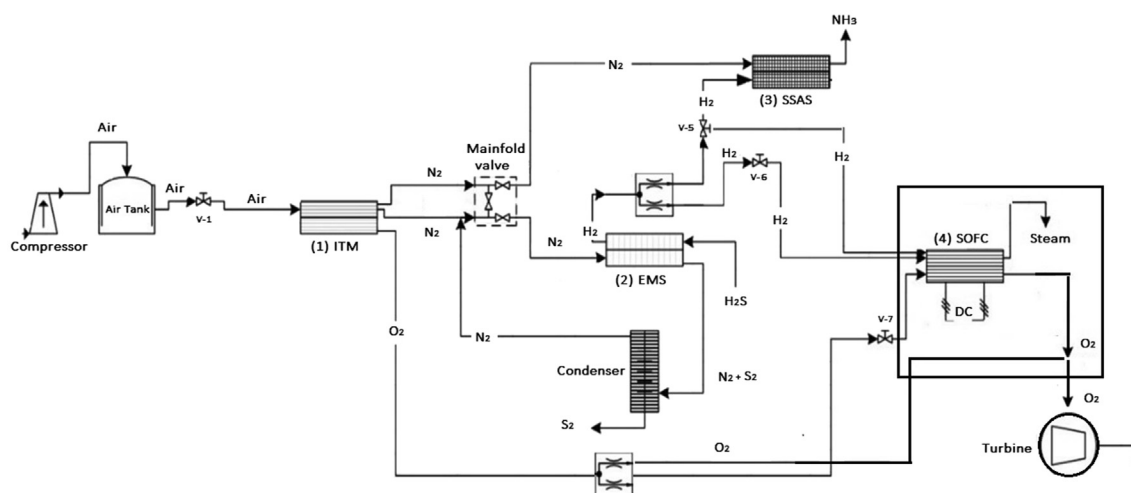 NH₃
N₂
H₂
(3) SSAS
V-5
Air
Mainfold
valve
N₂
H₂
V-6
H₂
Air
Air
Air Tank
V-1
N₂
H₂
N₂
H₂
(4) SOFC
Steam
Compressor
(1) ITM
(2) EMS
H₂S
DC
O₂
N₂
V-7
Condenser
N₂ + S₂
O₂
O₂
S₂
O₂
Turbine